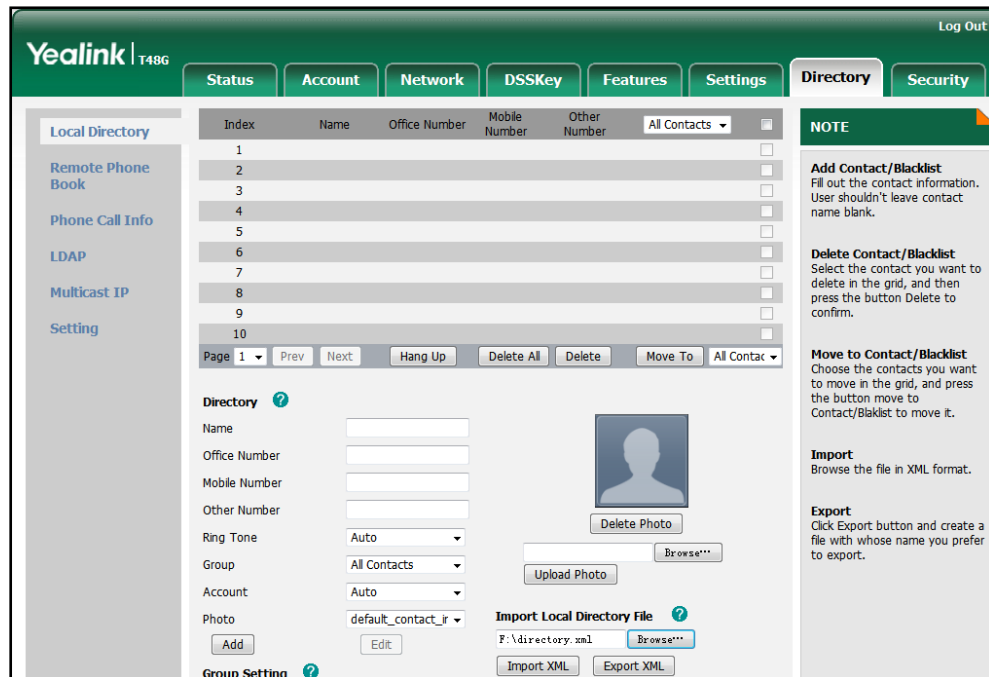 Log Out
Yealink | T48G
Status Account Network DSSKey Features Settings Directory Security
Local Directory
Remote Phone
Book
Phone Call Info
LDAP
Multicast IP
Setting
Index Name Office Number Mobile Number Other Number All Contacts
1
2
3
4
5
6
7
8
9
10
Page 1 Prev Next Hang Up Delete All Delete Move To All Contac
Directory ?
Name
Office Number
Mobile Number
Other Number
Ring Tone Auto
Group All Contacts
Account Auto
Photo default_contact_ir
Add Edit
Group Setting ?
Delete Photo
Browse...
Upload Photo
Import Local Directory File ?
F:\directory.xml Browse...
Import XML Export XML
NOTE
Add Contact/Blacklist
Fill out the contact information.
User shouldn't leave contact
name blank.
Delete Contact/Blacklist
Select the contact you want to
delete in the grid, and then
press the button Delete to
confirm.
Move to Contact/Blacklist
Choose the contacts you want
to move in the grid, and press
the button move to
Contact/Blaklist to move it.
Import
Browse the file in XML format.
Export
Click Export button and create a
file with whose name you prefer
to export.